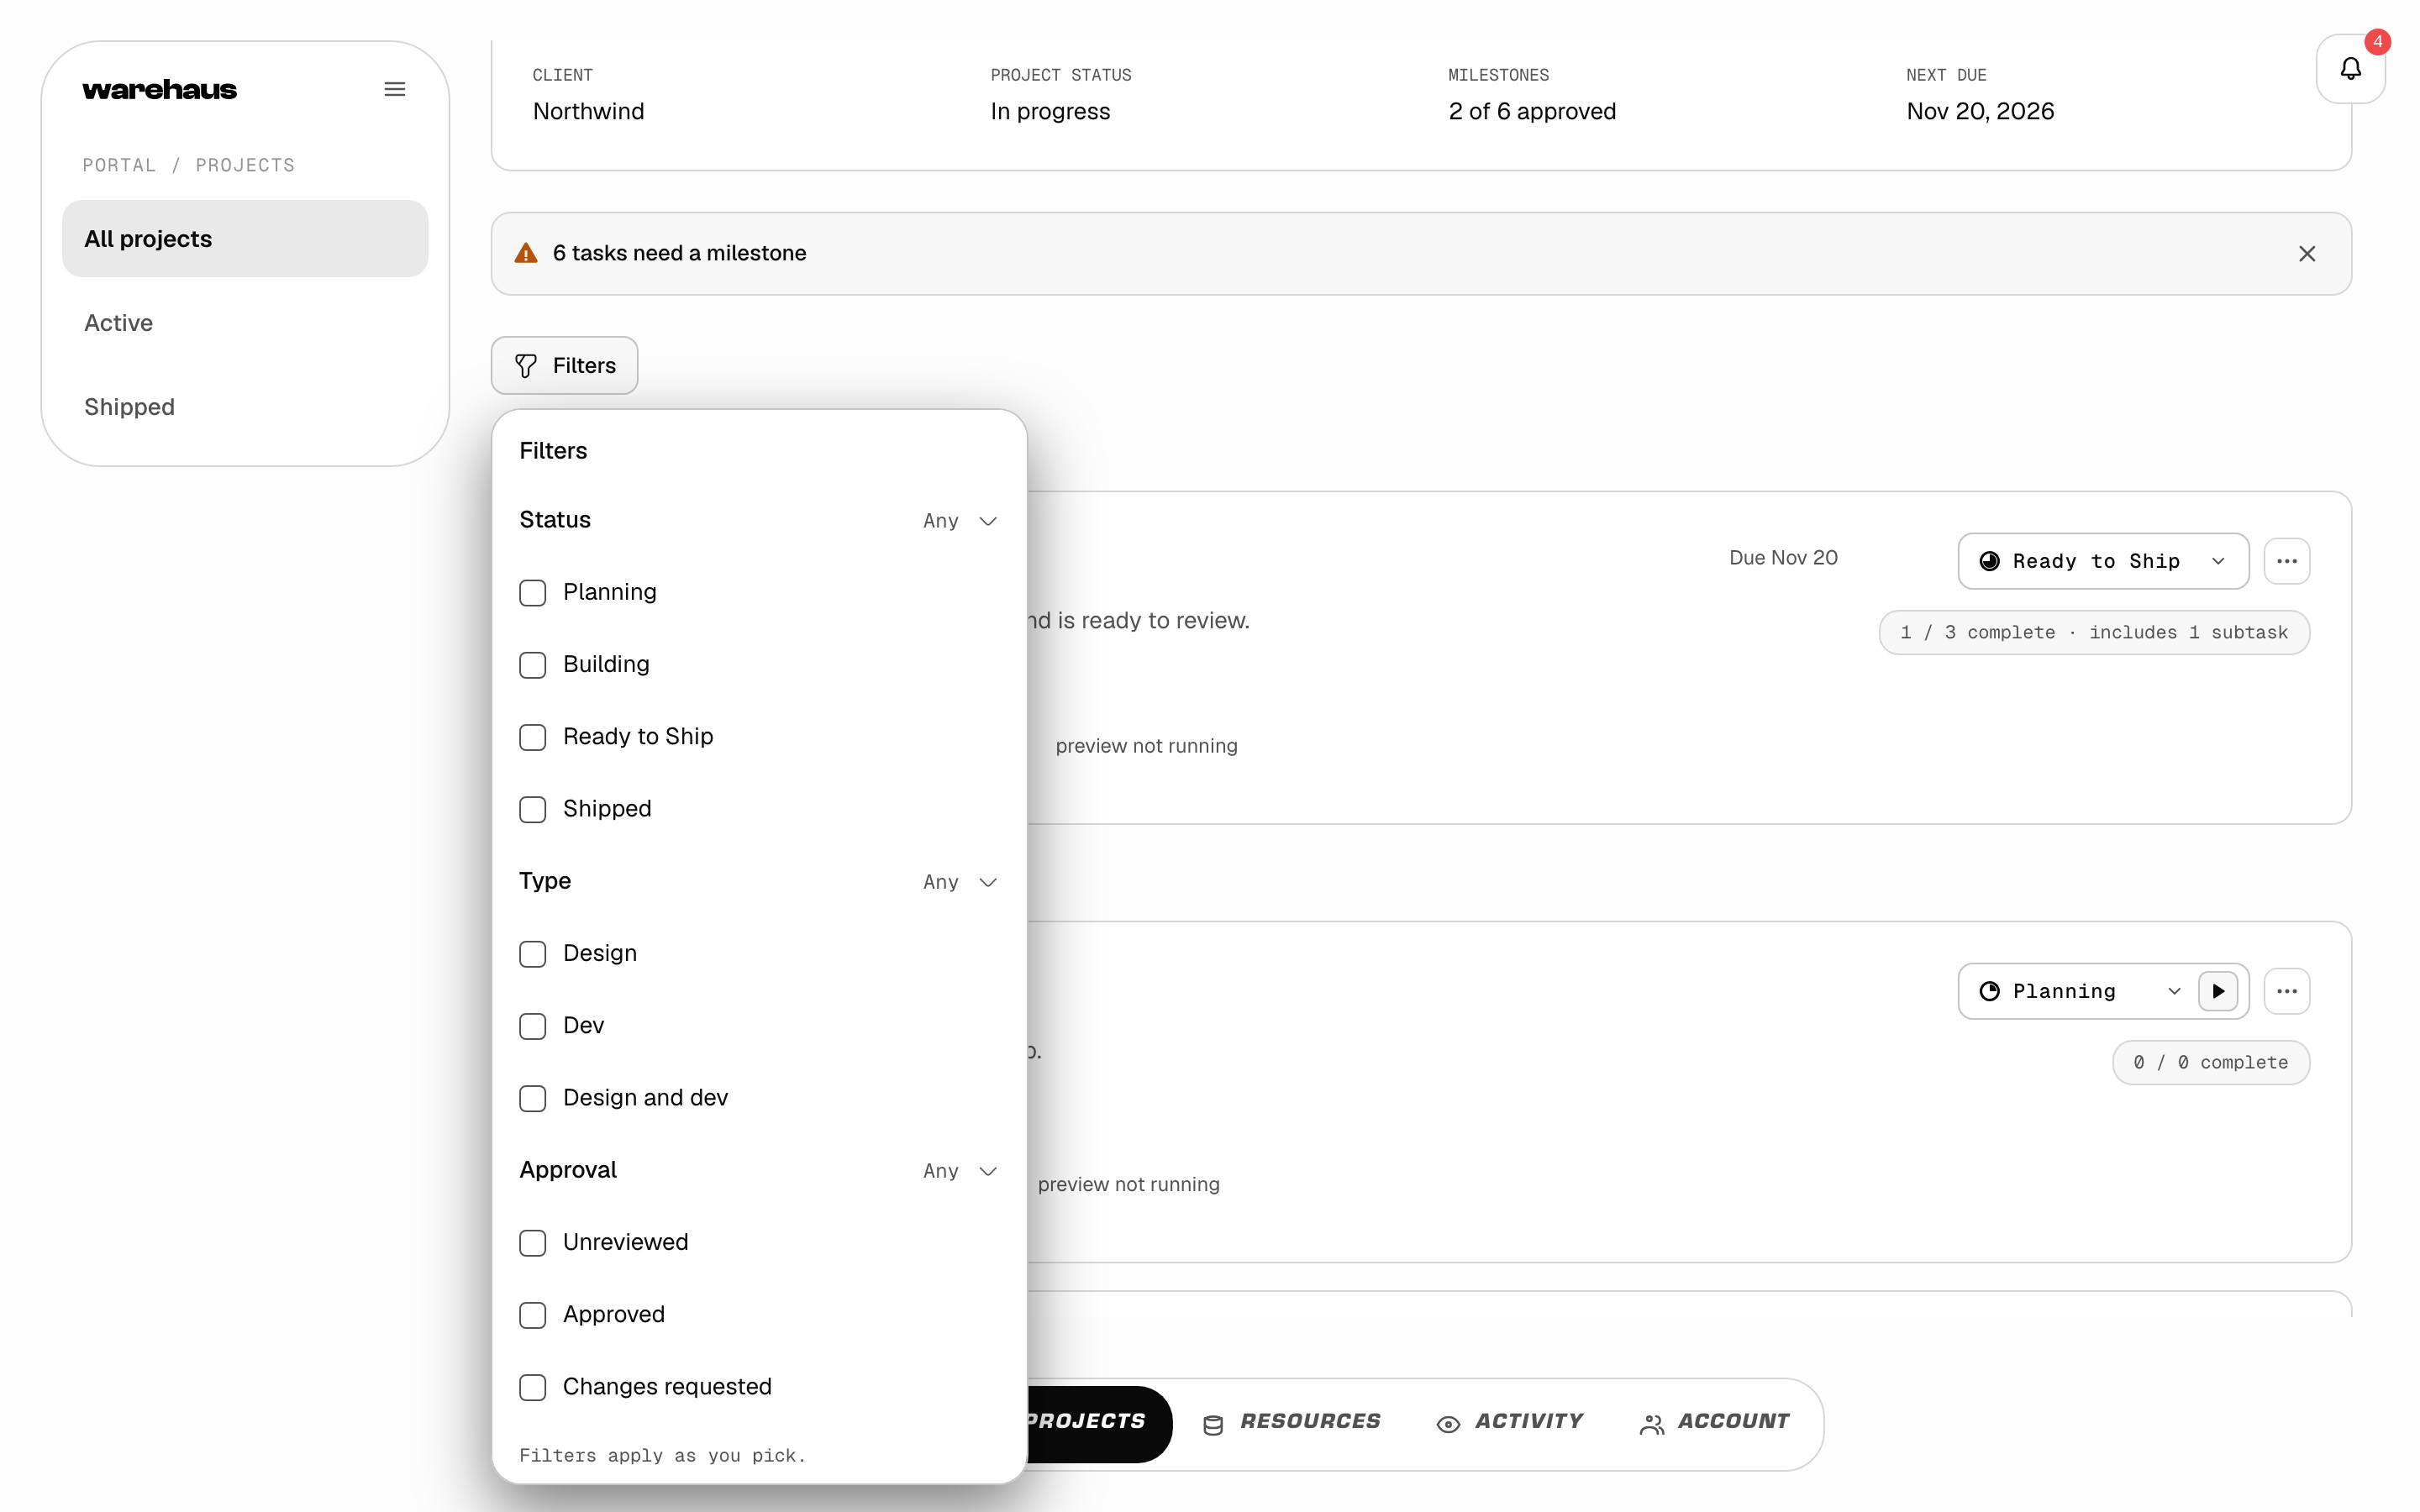 warehaus
PORTAL / PROJECTS
All projects
Active
Shipped
CLIENT
Northwind
PROJECT STATUS
In progress
MILESTONES
2 of 6 approved
NEXT DUE
Nov 20, 2026
4
6 tasks need a milestone
Filters
Filters
Status Any
Planning
Building
Ready to Ship
Shipped
Type Any
Design
Dev
Design and dev
Approval Any
Unreviewed
Approved
Changes requested
Filters apply as you pick.
Due Nov 20
Ready to Ship
is ready to review.
1 / 3 complete · includes 1 subtask
preview not running
Planning
0 / 0 complete
preview not running
PROJECTS
RESOURCES
ACTIVITY
ACCOUNT